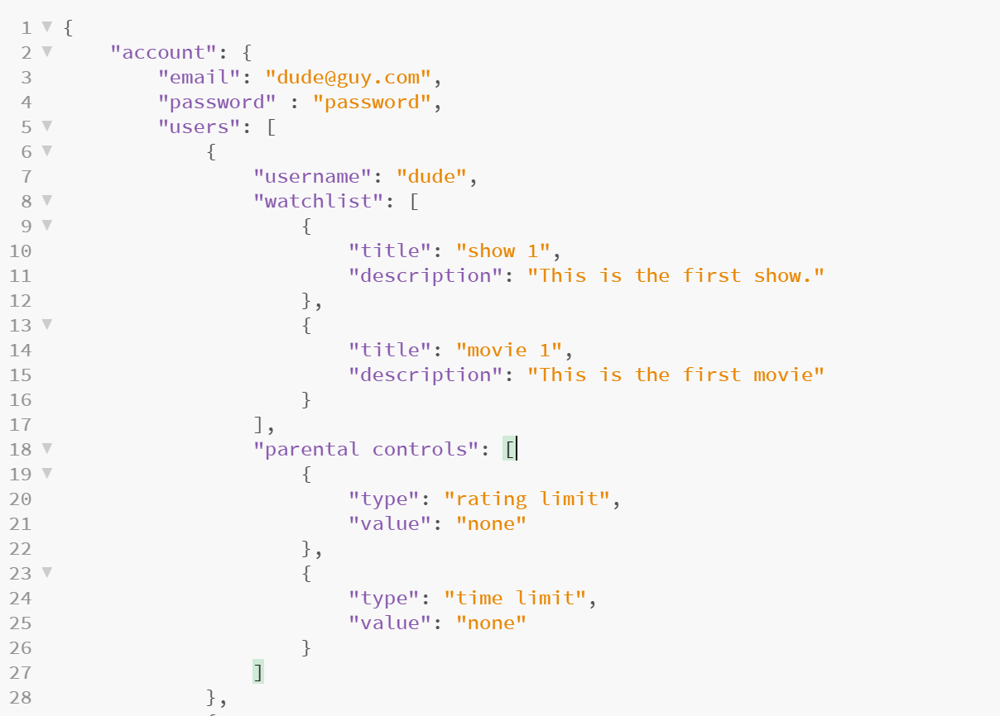 1 {
2     "account": {
3         "email": "dude@guy.com",
4         "password" : "password",
5         "users": [
6             {
7                 "username": "dude",
8                 "watchlist": [
9                     {
10                         "title": "show 1",
11                         "description": "This is the first show."
12                     },
13                     {
14                         "title": "movie 1",
15                         "description": "This is the first movie"
16                     }
17                 ],
18                 "parental controls": [
19                     {
20                         "type": "rating limit",
21                         "value": "none"
22                     },
23                     {
24                         "type": "time limit",
25                         "value": "none"
26                     }
27                 ]
28             },